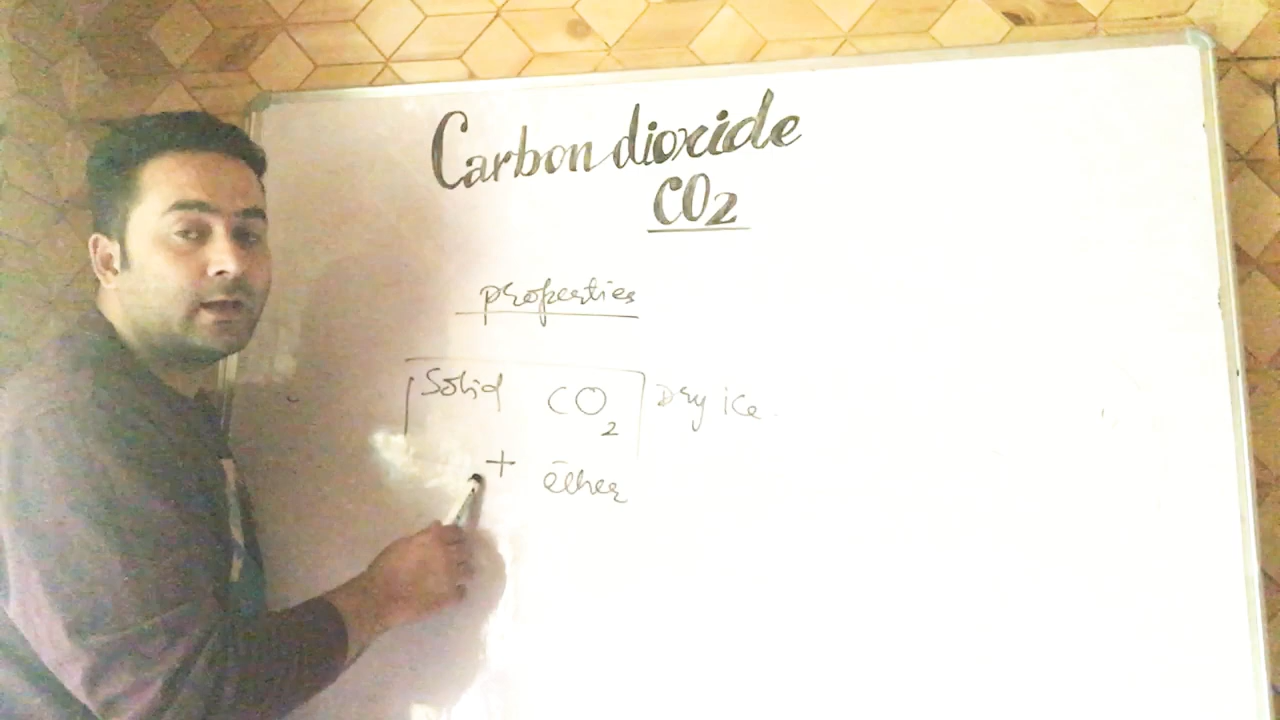 Carbon dioxide
CO2
properties
Solid CO2 Dry ice
+ ether